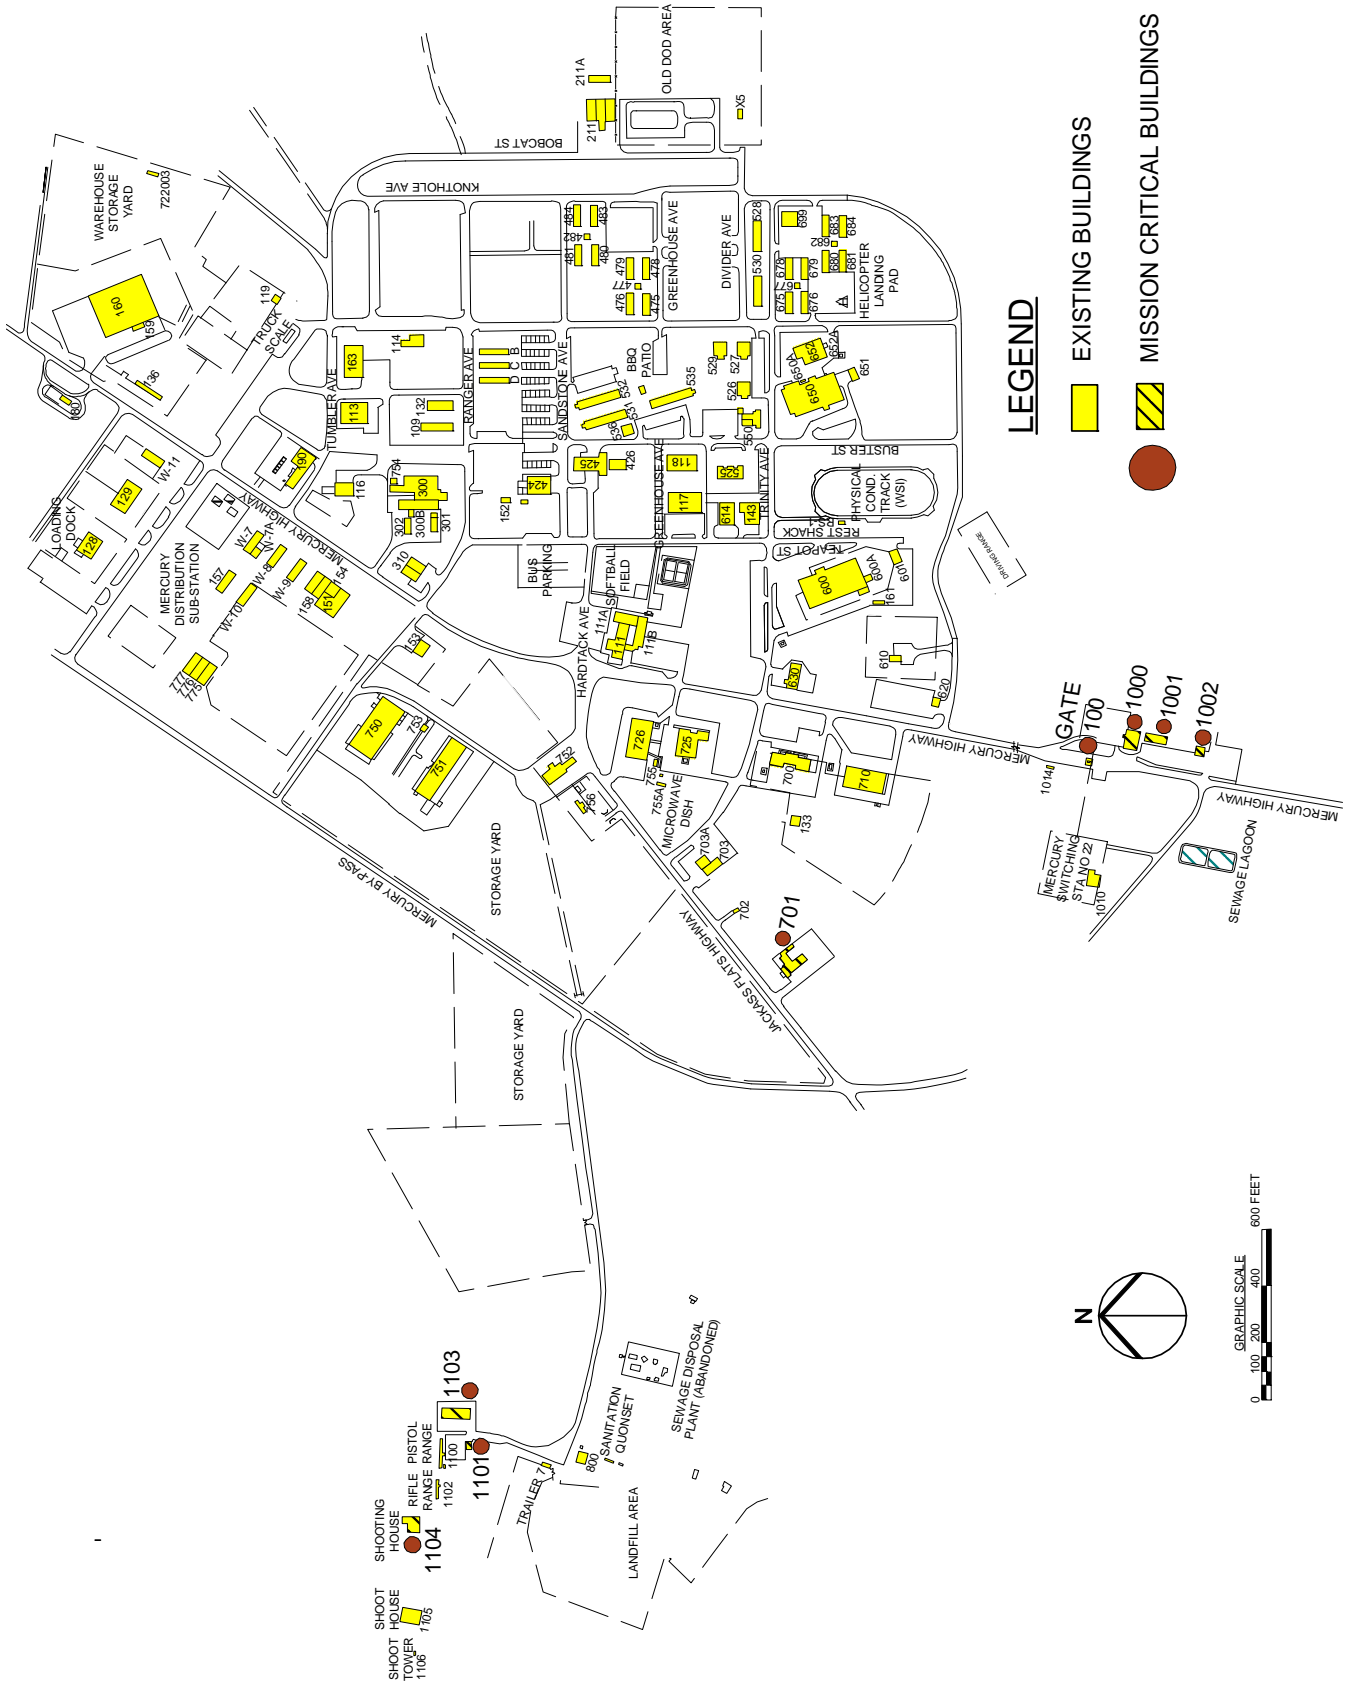 OLD DOD AREA
211A
211
X5
BOBCAT ST
KNOTHOLE AVE
WAREHOUSE
STORAGE
YARD
722003
160
159
119
TRUCK
SCALE
136
180
LOADING
DOCK
129
128
W-11
MERCURY
DISTRIBUTION
SUB-STATION
MERCURY HIGHWAY
W-7
W-1A
W-8
W-9
157
W-10
158
151
154
777
776
775
TUMBLER AVE
163
114
113
190
116
109
132
RANGER AVE
D
C
B
SANDSTONE AVE
754
300
302
300B
301
310
152
424
425
426
BUS
PARKING
SOFTBALL
FIELD
HARDTACK AVE
111A
111
111B
153
484
483
482
481
480
479
478
477
476
475
GREENHOUSE AVE
DIVIDER AVE
528
530
699
683
684
682
680
681
678
679
677
675
676
HELICOPTER
LANDING
PAD
BBQ
PATIO
532
531
536
535
529
527
526
550
652
652A
650A
650
651
BUSTER ST
GREENHOUSE AVE
118
117
525
614
143
TRINITY AVE
PHYSICAL
COND.
TRACK
(WSI)
REST SHACK
RS-1
TEAPOT ST
600
600A
601
161
610
620
630
DRIVING RANGE
750
753
751
752
756
726
725
755
755A
MICROWAVE
DISH
700
710
133
703A
703
702
701
MERCURY HIGHWAY
MERCURY BY-PASS
JACKASS FLATS HIGHWAY
STORAGE YARD
STORAGE YARD
GATE
1100
1000
1001
1002
1014
MERCURY
SWITCHING
STA NO 22
1010
MERCURY HIGHWAY
SEWAGE LAGOON
LEGEND
EXISTING BUILDINGS
MISSION CRITICAL BUILDINGS
N
GRAPHIC SCALE
0 100 200 400 600 FEET
1103
PISTOL
RANGE
1100
1101
RIFLE
RANGE
1102
SHOOTING
HOUSE
1104
SHOOT
HOUSE
1105
SHOOT
TOWER
1106
TRAILER 7
800
SANITATION
QUONSET
SEWAGE DISPOSAL
PLANT (ABANDONED)
LANDFILL AREA